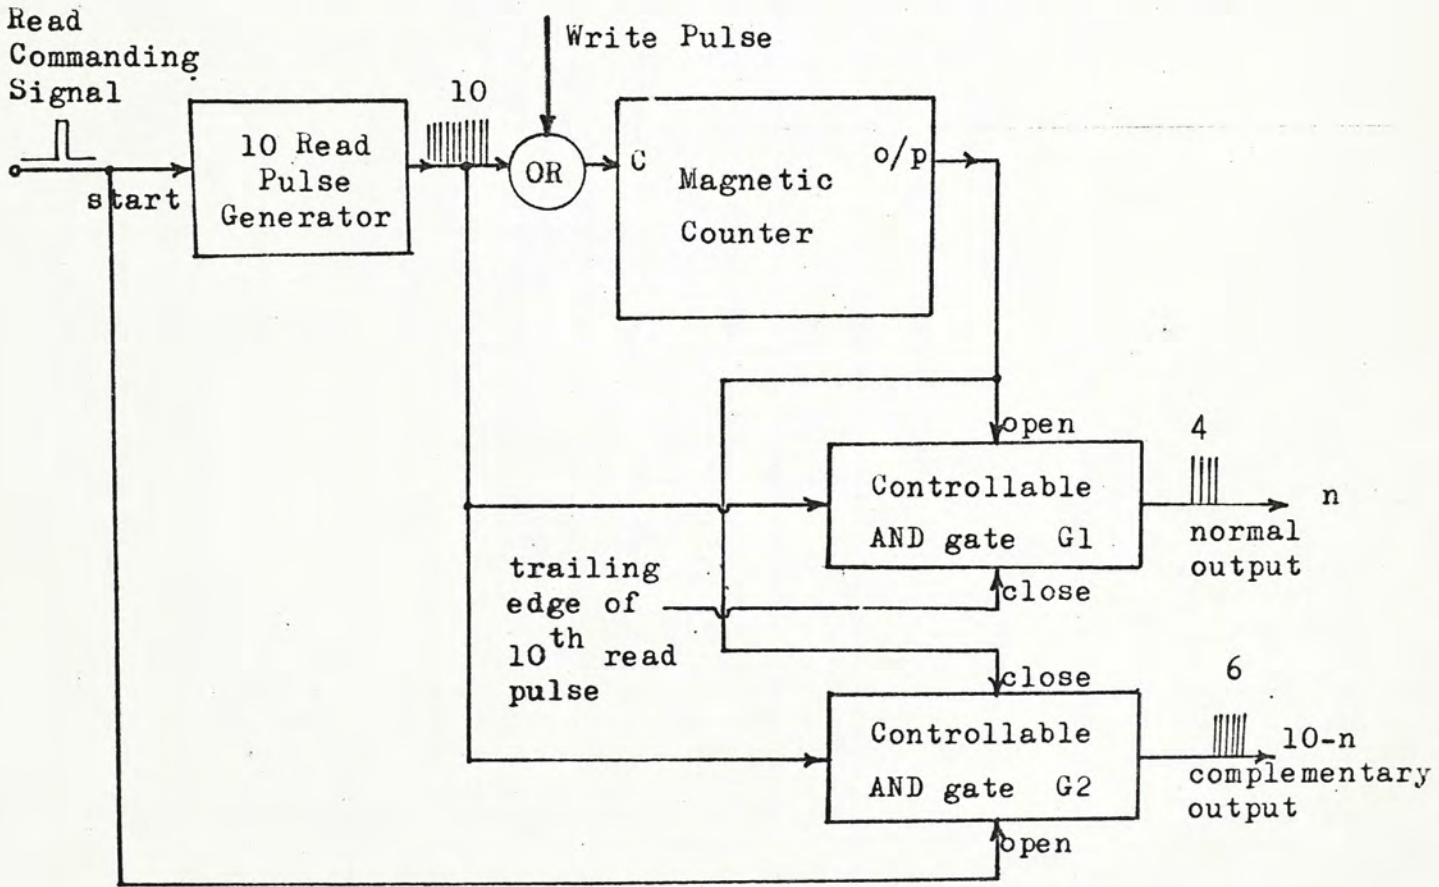 Read
Commanding
Signal
start
10 Read
Pulse
Generator
10
Write Pulse
OR
C
o/p
Magnetic
Counter
open
Controllable
AND gate G1
close
4
n
normal
output
trailing
edge of
10th read
pulse
close
Controllable
AND gate G2
open
6
10-n
complementary
output